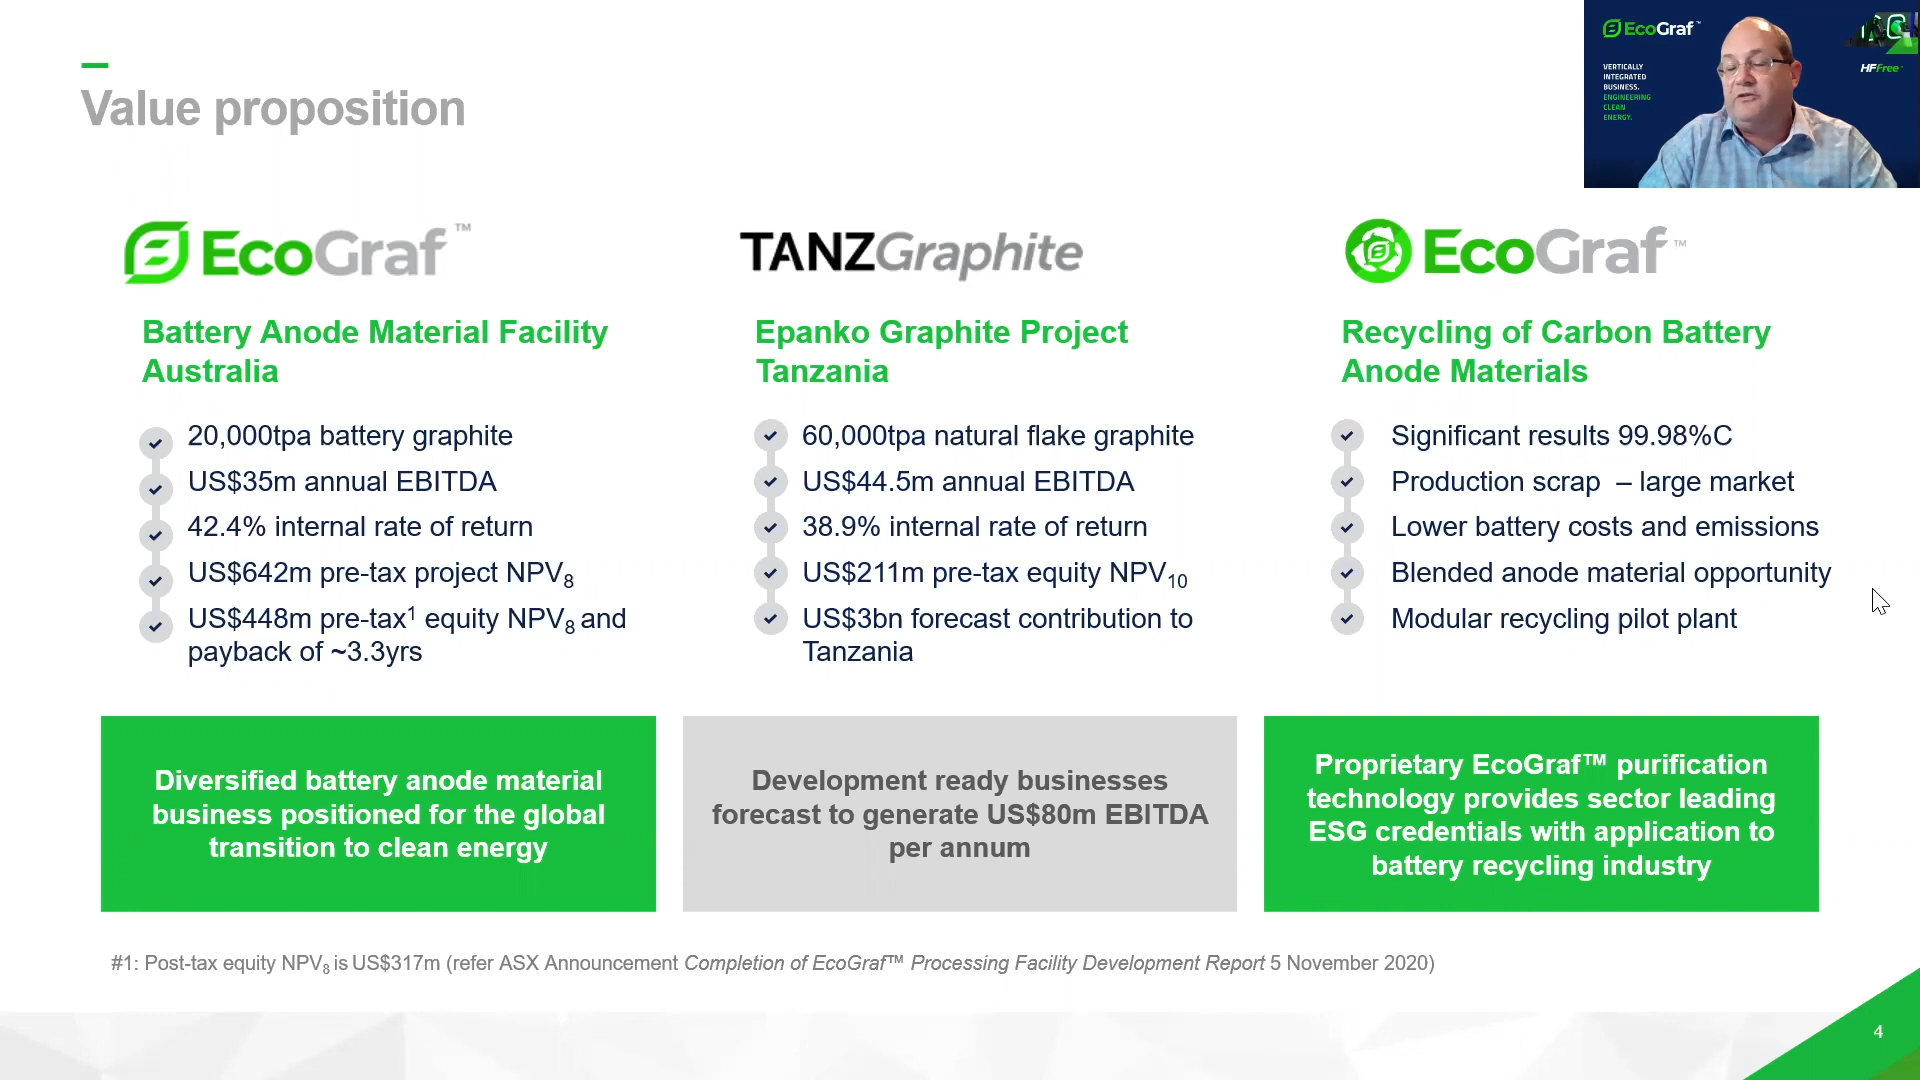 Value proposition
EcoGraf™
VERTICALLY
INTEGRATED
BUSINESS.
ENGINEERING
CLEAN
ENERGY.
HFFree™
EcoGraf™
Battery Anode Material Facility
Australia
20,000tpa battery graphite
US$35m annual EBITDA
42.4% internal rate of return
US$642m pre-tax project NPV₈
US$448m pre-tax¹ equity NPV₈ and
payback of ~3.3yrs
TANZGraphite
Epanko Graphite Project
Tanzania
60,000tpa natural flake graphite
US$44.5m annual EBITDA
38.9% internal rate of return
US$211m pre-tax equity NPV₁₀
US$3bn forecast contribution to
Tanzania
EcoGraf™
Recycling of Carbon Battery
Anode Materials
Significant results 99.98%C
Production scrap – large market
Lower battery costs and emissions
Blended anode material opportunity
Modular recycling pilot plant
Diversified battery anode material
business positioned for the global
transition to clean energy
Development ready businesses
forecast to generate US$80m EBITDA
per annum
Proprietary EcoGraf™ purification
technology provides sector leading
ESG credentials with application to
battery recycling industry
#1: Post-tax equity NPV₈ is US$317m (refer ASX Announcement Completion of EcoGraf™ Processing Facility Development Report 5 November 2020)
4